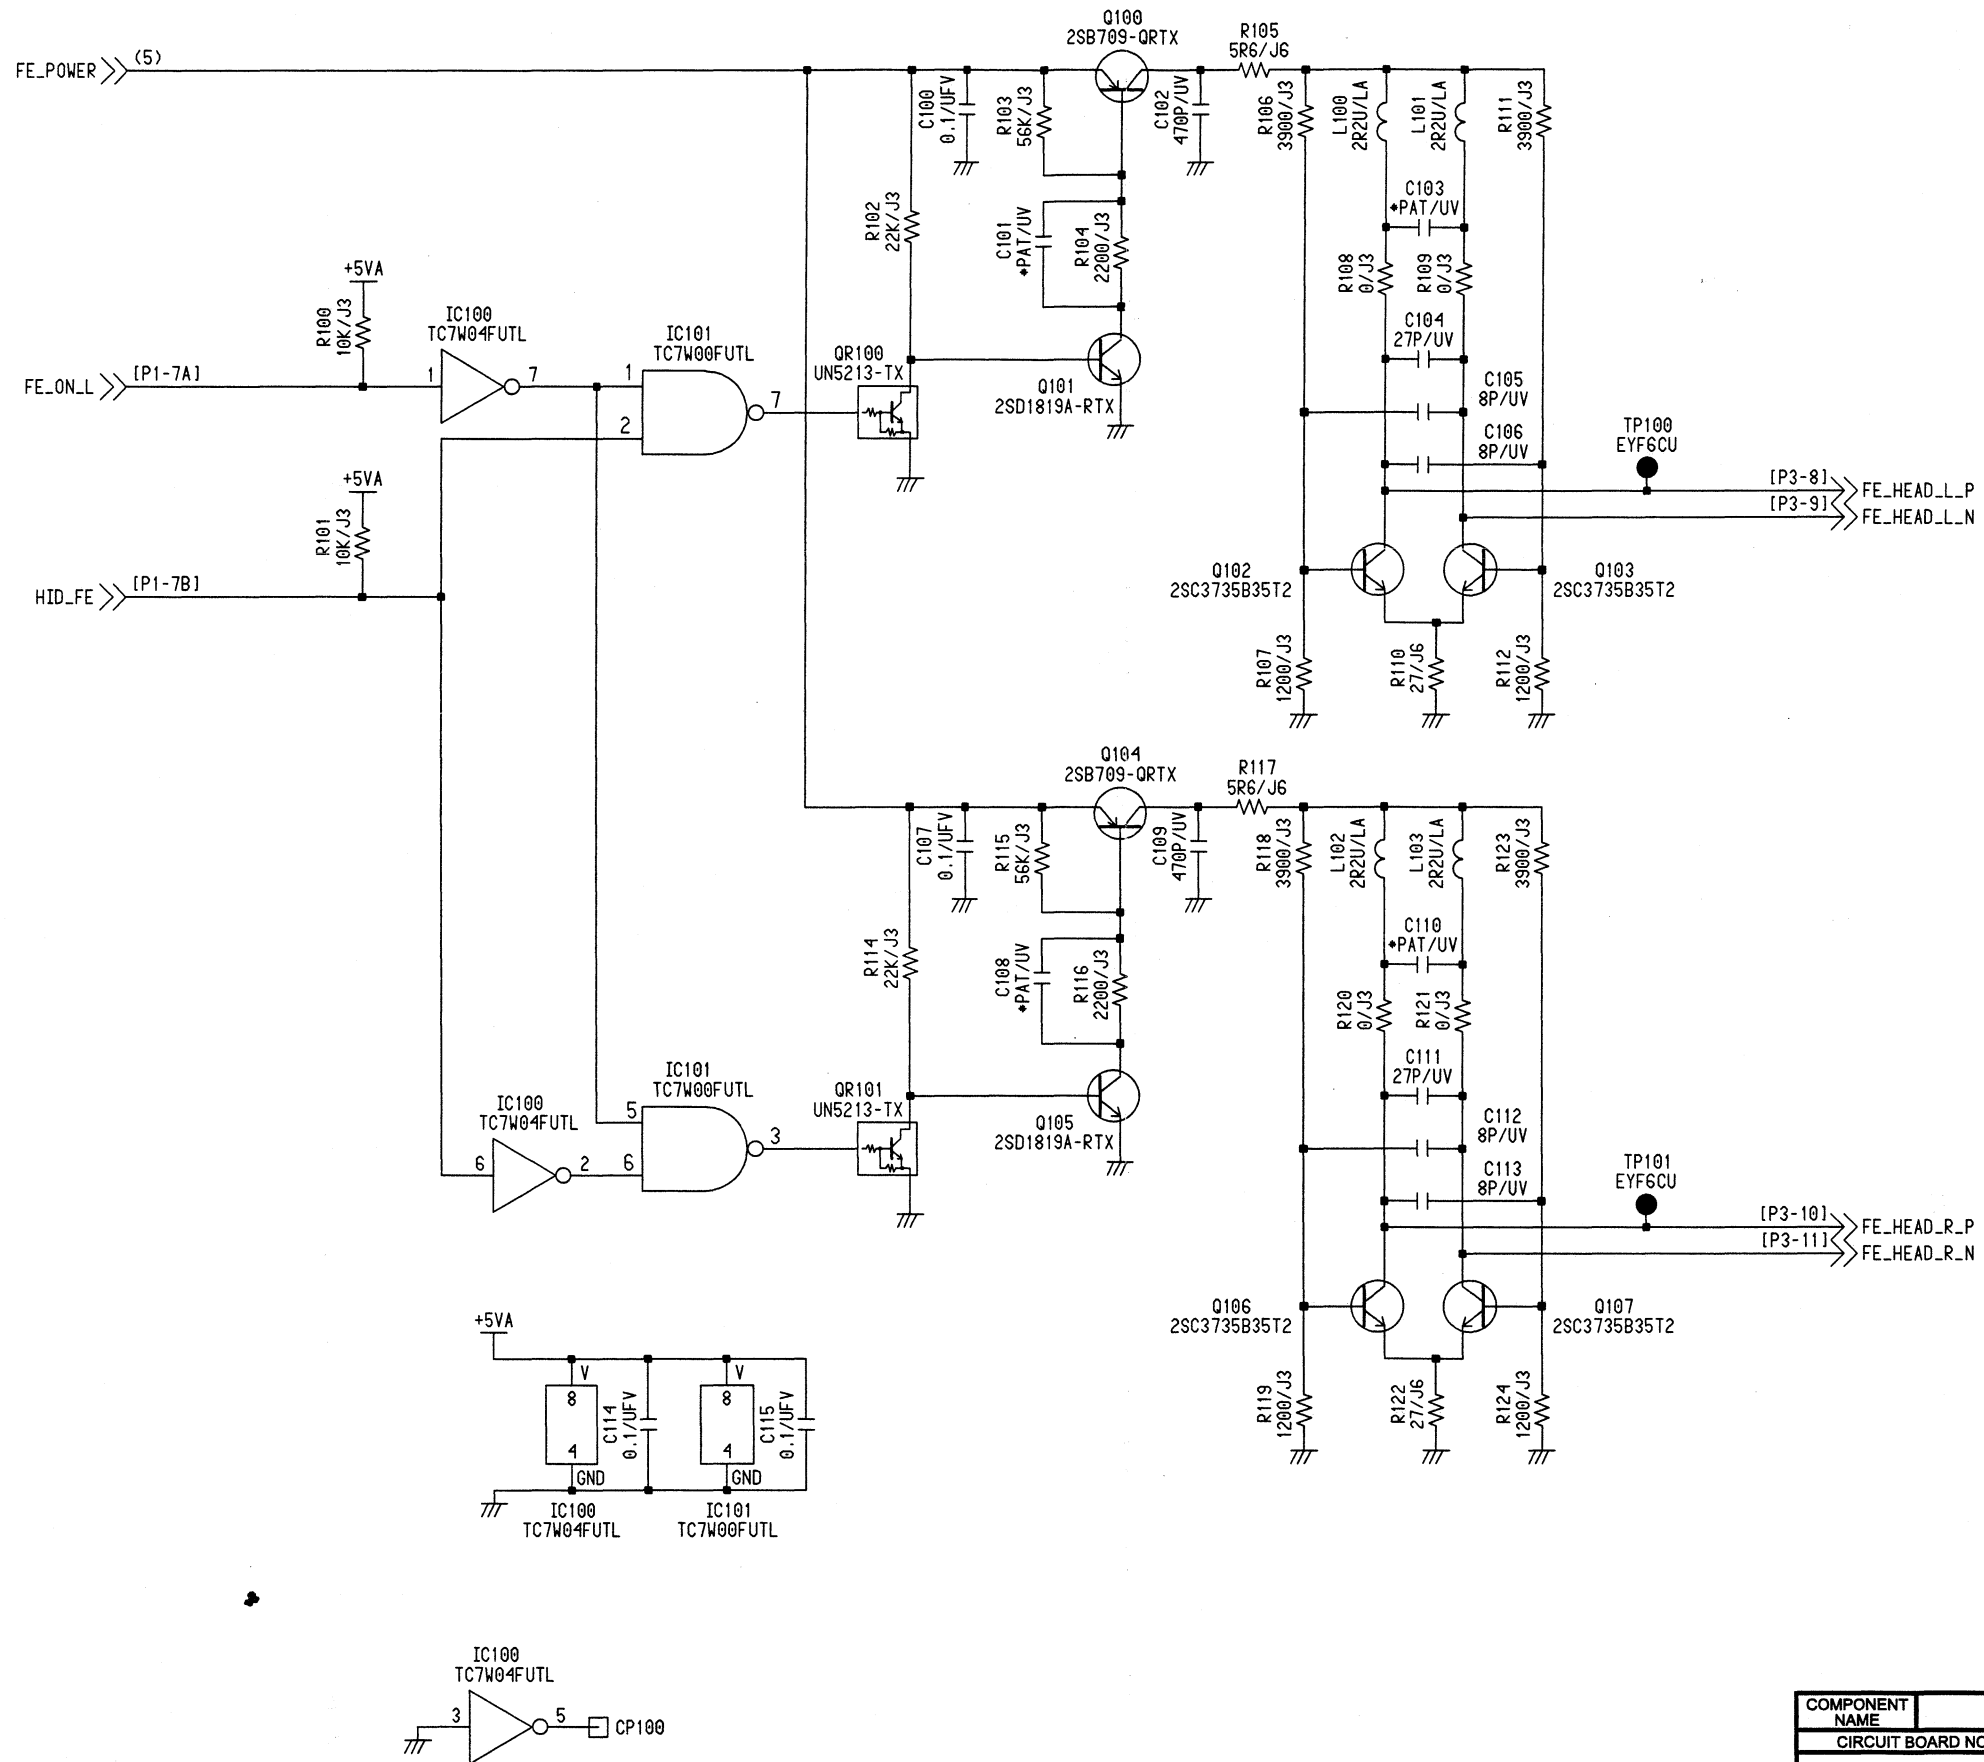 Q100
2SB709-QRTX
R105
5R6/J6
FE_POWER
(5)
C100
0.1/UFV
R103
56K/J3
C102
470P/UV
R106
3900/J3
L100
2R2U/LA
L101
2R2U/LA
R111
3900/J3
R102
22K/J3
C101
*PAT/UV
R104
2200/J3
C103
*PAT/UV
R108
0/J3
R109
0/J3
+5VA
R100
10K/J3
IC100
TC7W04FUTL
IC101
TC7W00FUTL
QR100
UN5213-TX
C104
27P/UV
FE_ON_L
[P1-7A]
1
7
1
2
7
Q101
2SD1819A-RTX
C105
8P/UV
C106
8P/UV
TP100
EYF6CU
+5VA
R101
10K/J3
[P3-8]
FE_HEAD_L_P
[P3-9]
FE_HEAD_L_N
HID_FE
[P1-7B]
Q102
2SC3735B35T2
Q103
2SC3735B35T2
R107
1200/J3
R110
27/J6
R112
1200/J3
Q104
2SB709-QRTX
R117
5R6/J6
C107
0.1/UFV
R115
56K/J3
C109
470P/UV
R118
3900/J3
L102
2R2U/LA
L103
2R2U/LA
R123
3900/J3
R114
22K/J3
C108
*PAT/UV
R116
2200/J3
C110
*PAT/UV
R120
0/J3
R121
0/J3
IC100
TC7W04FUTL
IC101
TC7W00FUTL
QR101
UN5213-TX
C111
27P/UV
6
2
5
6
3
Q105
2SD1819A-RTX
C112
8P/UV
C113
8P/UV
TP101
EYF6CU
[P3-10]
FE_HEAD_R_P
[P3-11]
FE_HEAD_R_N
Q106
2SC3735B35T2
Q107
2SC3735B35T2
R119
1200/J3
R122
27/J6
R124
1200/J3
+5VA
V
8
4
GND
C114
0.1/UFV
V
8
4
GND
C115
0.1/UFV
IC100
TC7W04FUTL
IC101
TC7W00FUTL
IC100
TC7W04FUTL
3
5
CP100
COMPONENT
NAME
CIRCUIT BOARD NO